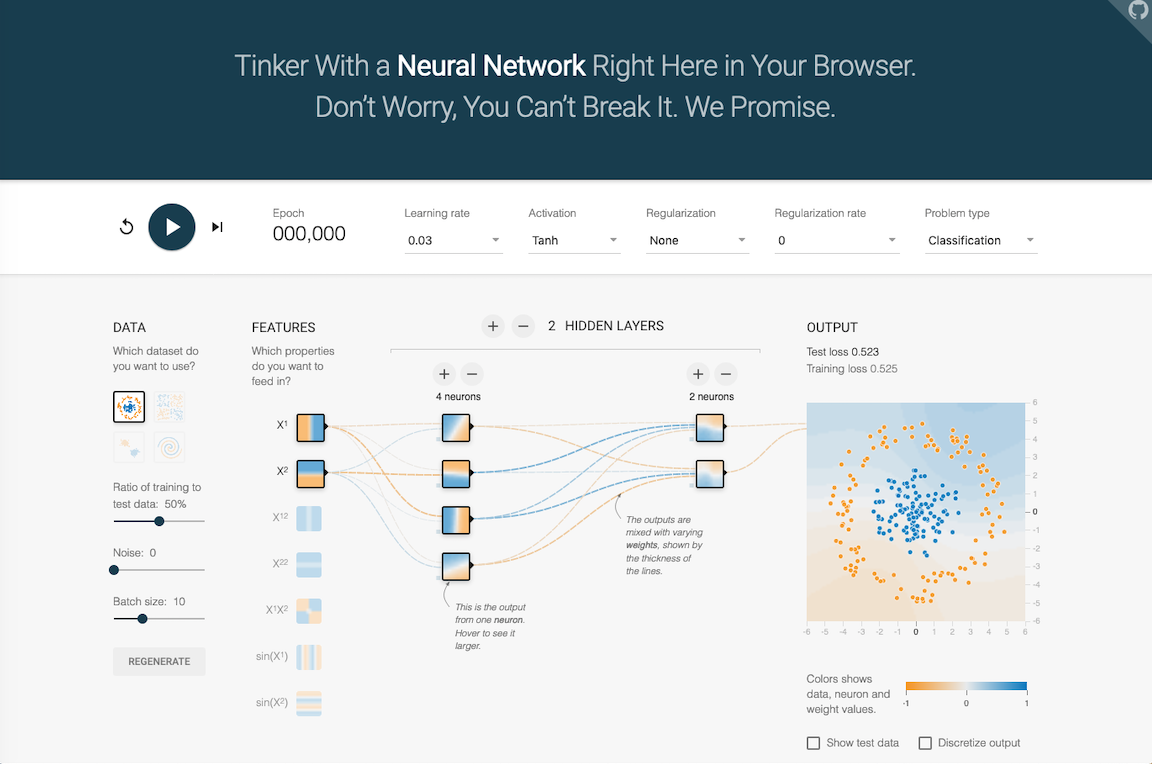 Tinker With a Neural Network Right Here in Your Browser.
Don't Worry, You Can't Break It. We Promise.
Epoch
000,000
Learning rate
0.03
Activation
Tanh
Regularization
None
Regularization rate
0
Problem type
Classification
DATA
Which dataset do
you want to use?
Ratio of training to
test data: 50%
Noise: 0
Batch size: 10
REGENERATE
FEATURES
Which properties
do you want to
feed in?
X1
X2
X12
X22
X1X2
sin(X1)
sin(X2)
+ − 2 HIDDEN LAYERS
+ −
4 neurons
+ −
2 neurons
This is the output
from one neuron.
Hover to see it
larger.
The outputs are
mixed with varying
weights, shown by
the thickness of
the lines.
OUTPUT
Test loss 0.523
Training loss 0.525
6
5
4
3
2
1
0
-1
-2
-3
-4
-5
-6
-6 -5 -4 -3 -2 -1 0 1 2 3 4 5 6
Colors shows
data, neuron and
weight values.
-1 0 1
Show test data
Discretize output